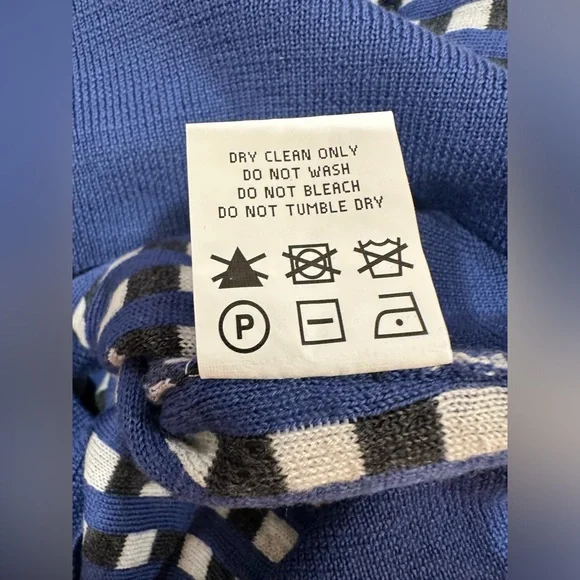 DRY CLEAN ONLY
DO NOT WASH
DO NOT BLEACH
DO NOT TUMBLE DRY
P